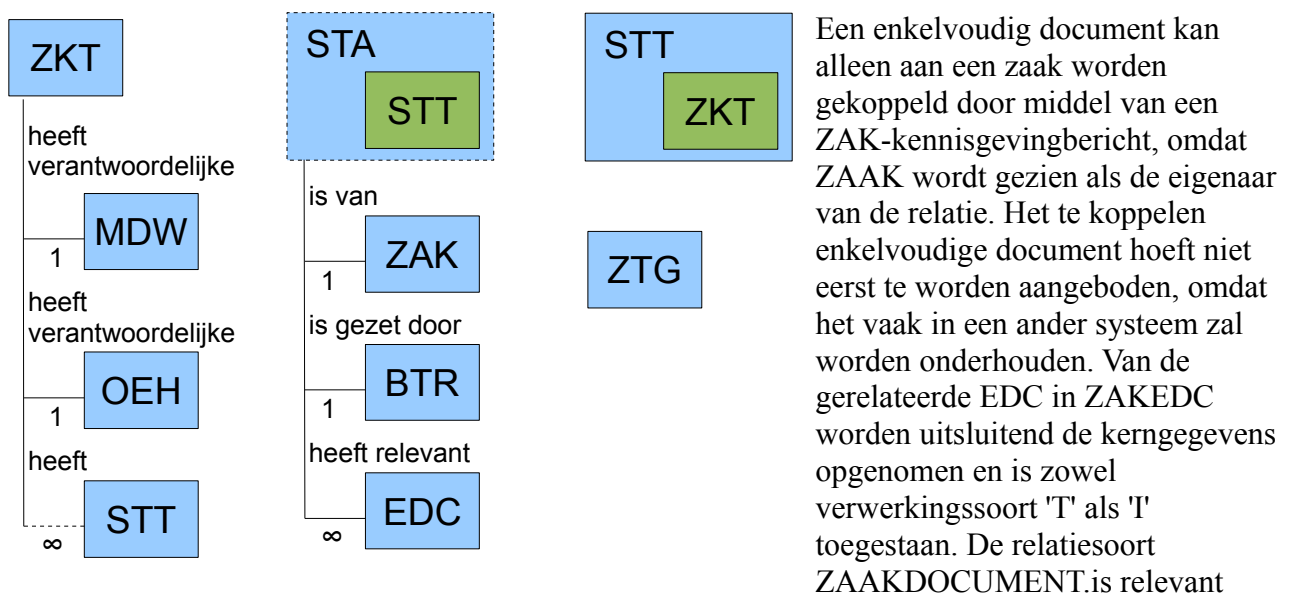 ZKT
heeft
verantwoordelijke
MDW
1
heeft
verantwoordelijke
OEH
1
heeft
STT
∞
STA
STT
is van
ZAK
1
is gezet door
BTR
1
heeft relevant
EDC
∞
STT
ZKT
ZTG
Een enkelvoudig document kan
alleen aan een zaak worden
gekoppeld door middel van een
ZAK-kennisgevingbericht, omdat
ZAAK wordt gezien als de eigenaar
van de relatie. Het te koppelen
enkelvoudige document hoeft niet
eerst te worden aangeboden, omdat
het vaak in een ander systeem zal
worden onderhouden. Van de
gerelateerde EDC in ZAKEDC
worden uitsluitend de kerngegevens
opgenomen en is zowel
verwerkingssoort 'T' als 'I'
toegestaan. De relatiesoort
ZAAKDOCUMENT.is relevant